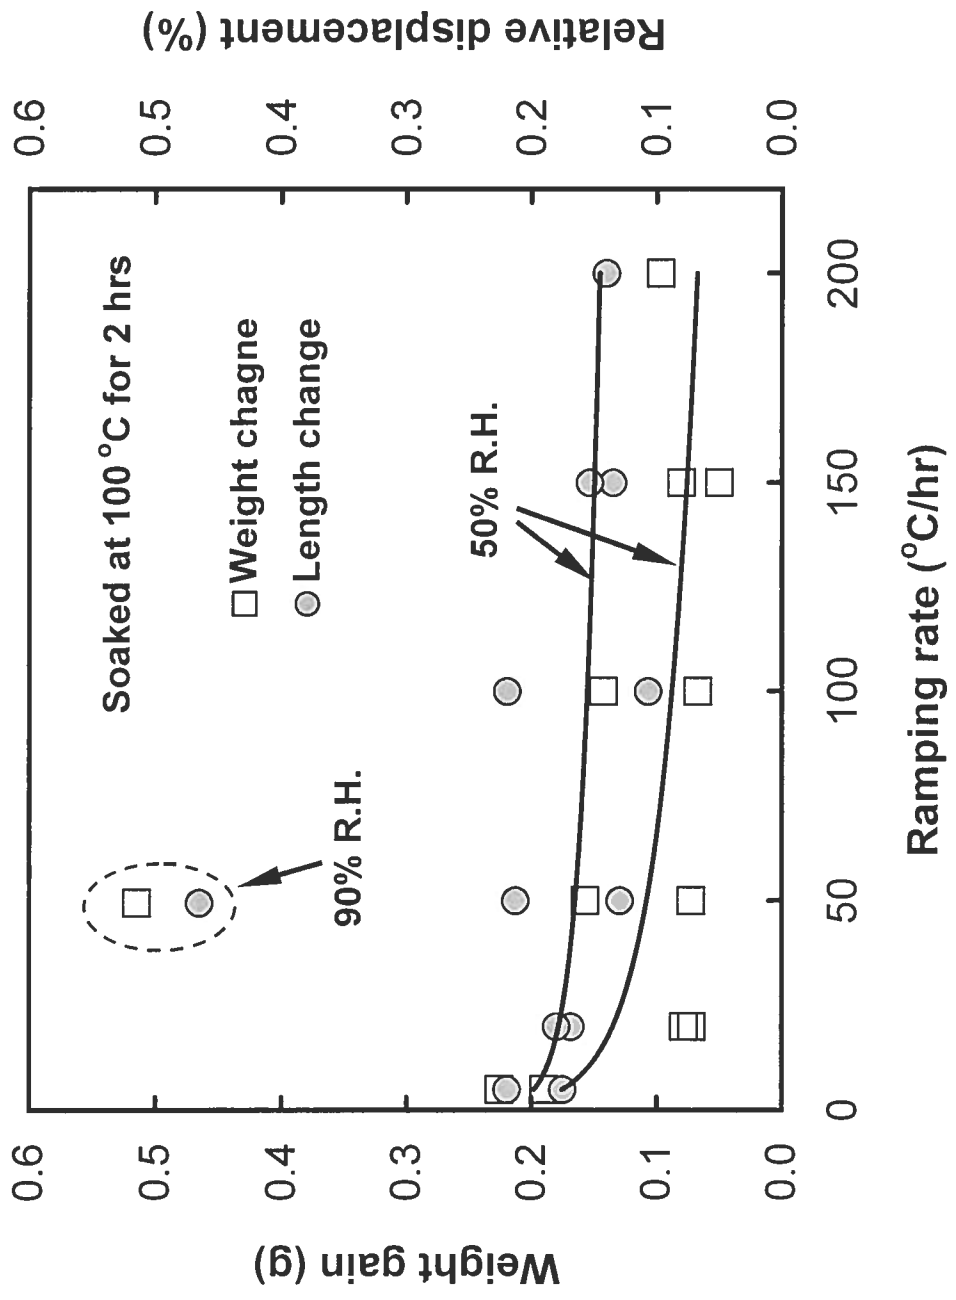 Soaked at 100 °C for 2 hrs
Weight chagne
Length change
90% R.H.
50% R.H.
0.6
0.5
0.4
0.3
0.2
0.1
0.0
Weight gain (g)
0.6
0.5
0.4
0.3
0.2
0.1
0.0
Relative displacement (%)
0
50
100
150
200
Ramping rate (°C/hr)